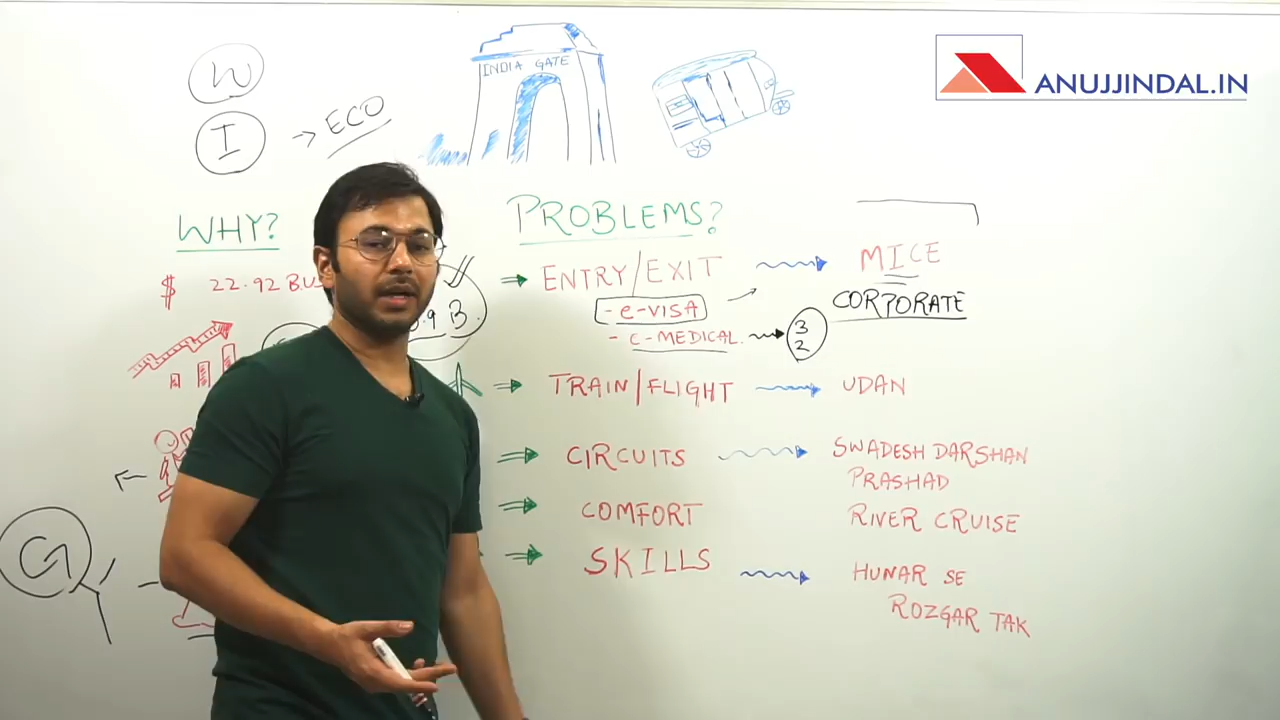 W
I → ECO
INDIA GATE
ANUJJINDAL.IN
WHY?
$ 22.92
B.
PROBLEMS?
⇒ ENTRY/EXIT
- e-VISA
- C-MEDICAL.
3
2
MICE
CORPORATE
⇒ TRAIN/FLIGHT
UDAN
⇒ CIRCUITS
SWADESH DARSHAN
PRASHAD
⇒ COMFORT
RIVER CRUISE
⇒ SKILLS
HUNAR SE
ROZGAR TAK
G